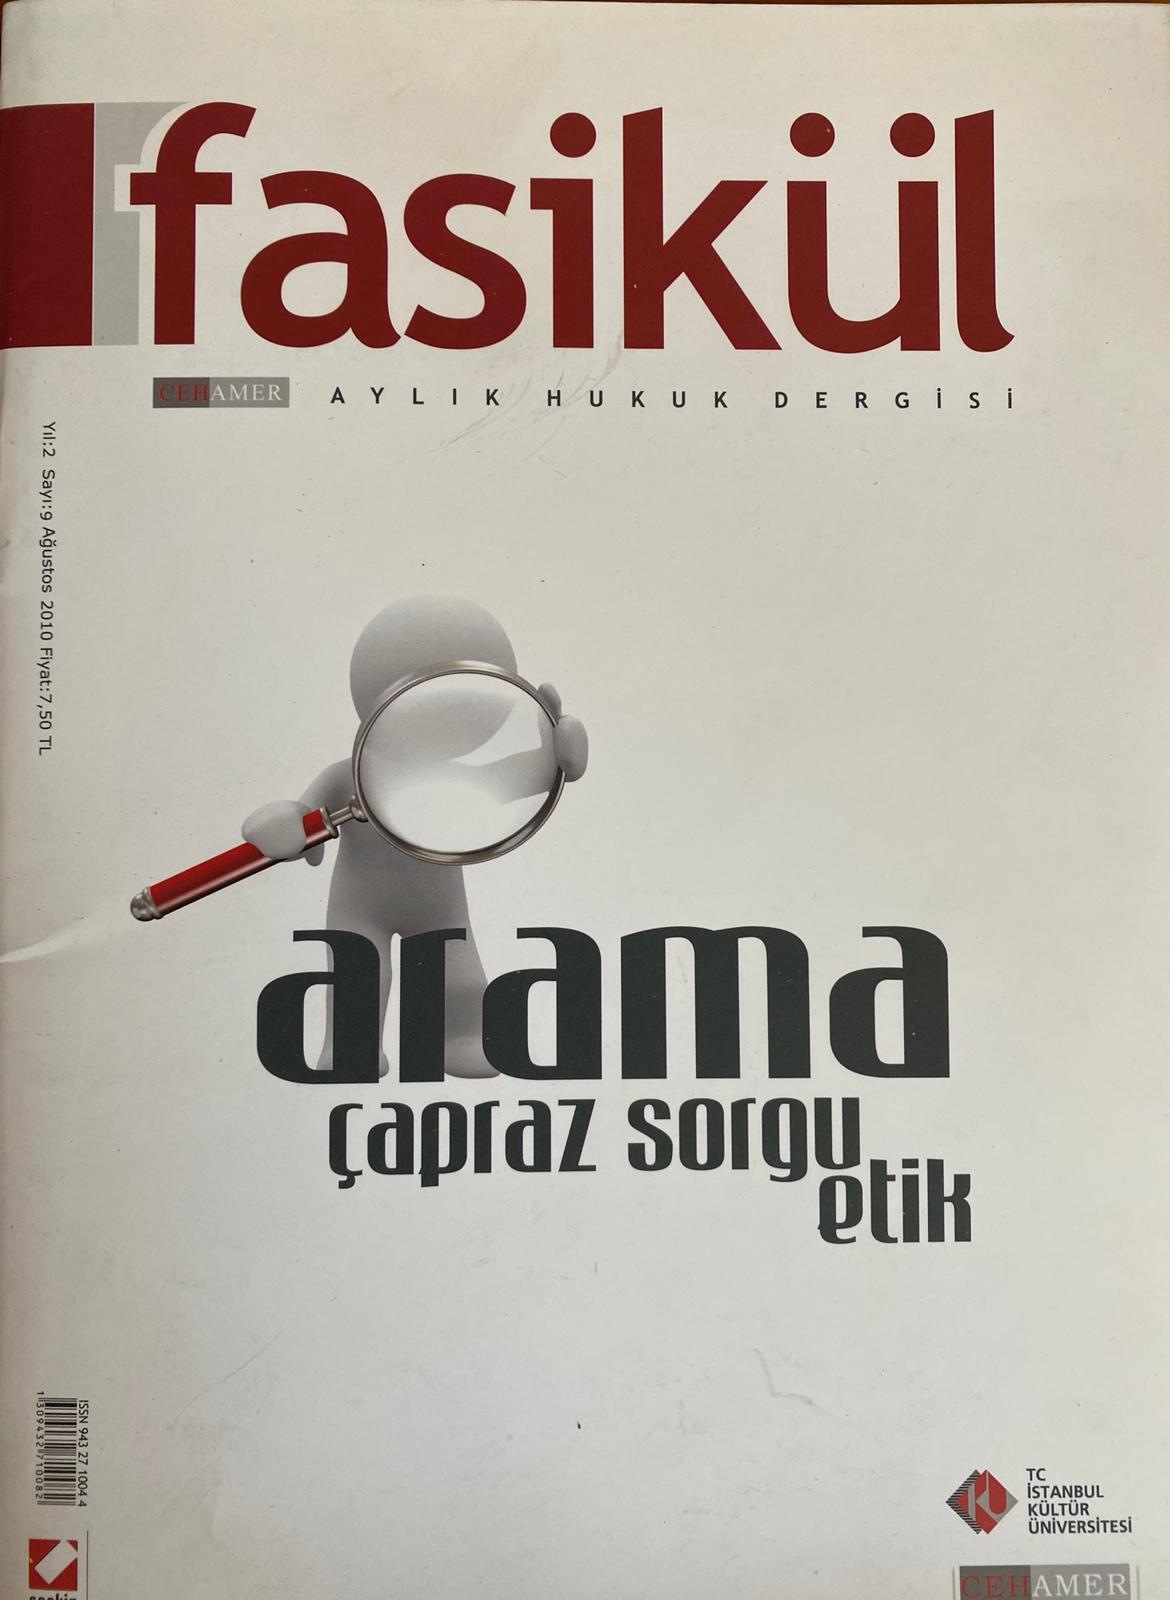 fasikül
CEHAMER
AYLIK HUKUK DERGİSİ
Yıl:2 Sayı:9 Ağustos 2010 Fiyat:7,50 TL
arama
çapraz sorgu
etik
ISSN 943 27 1004 4
1309432710082
TC
İSTANBUL
KÜLTÜR
ÜNİVERSİTESİ
CEHAMER